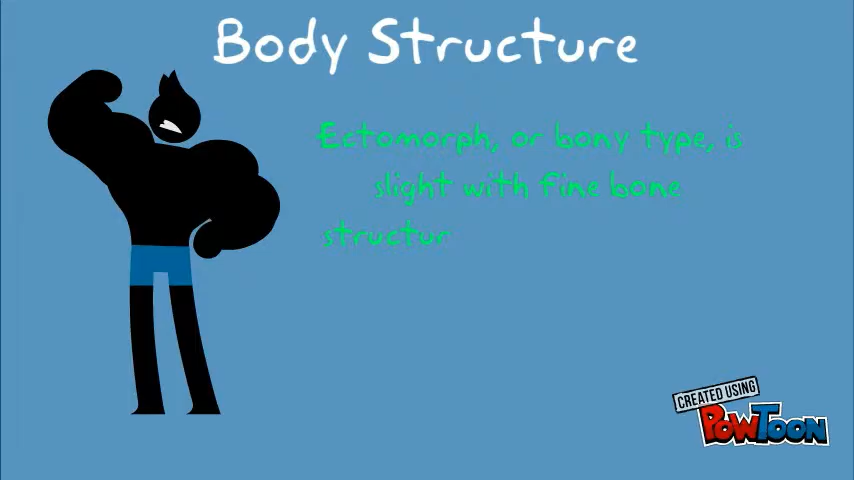 Body Structure
Ectomorph, or bony type, is
slight with fine bone
structur
CREATED USING
POWTOON